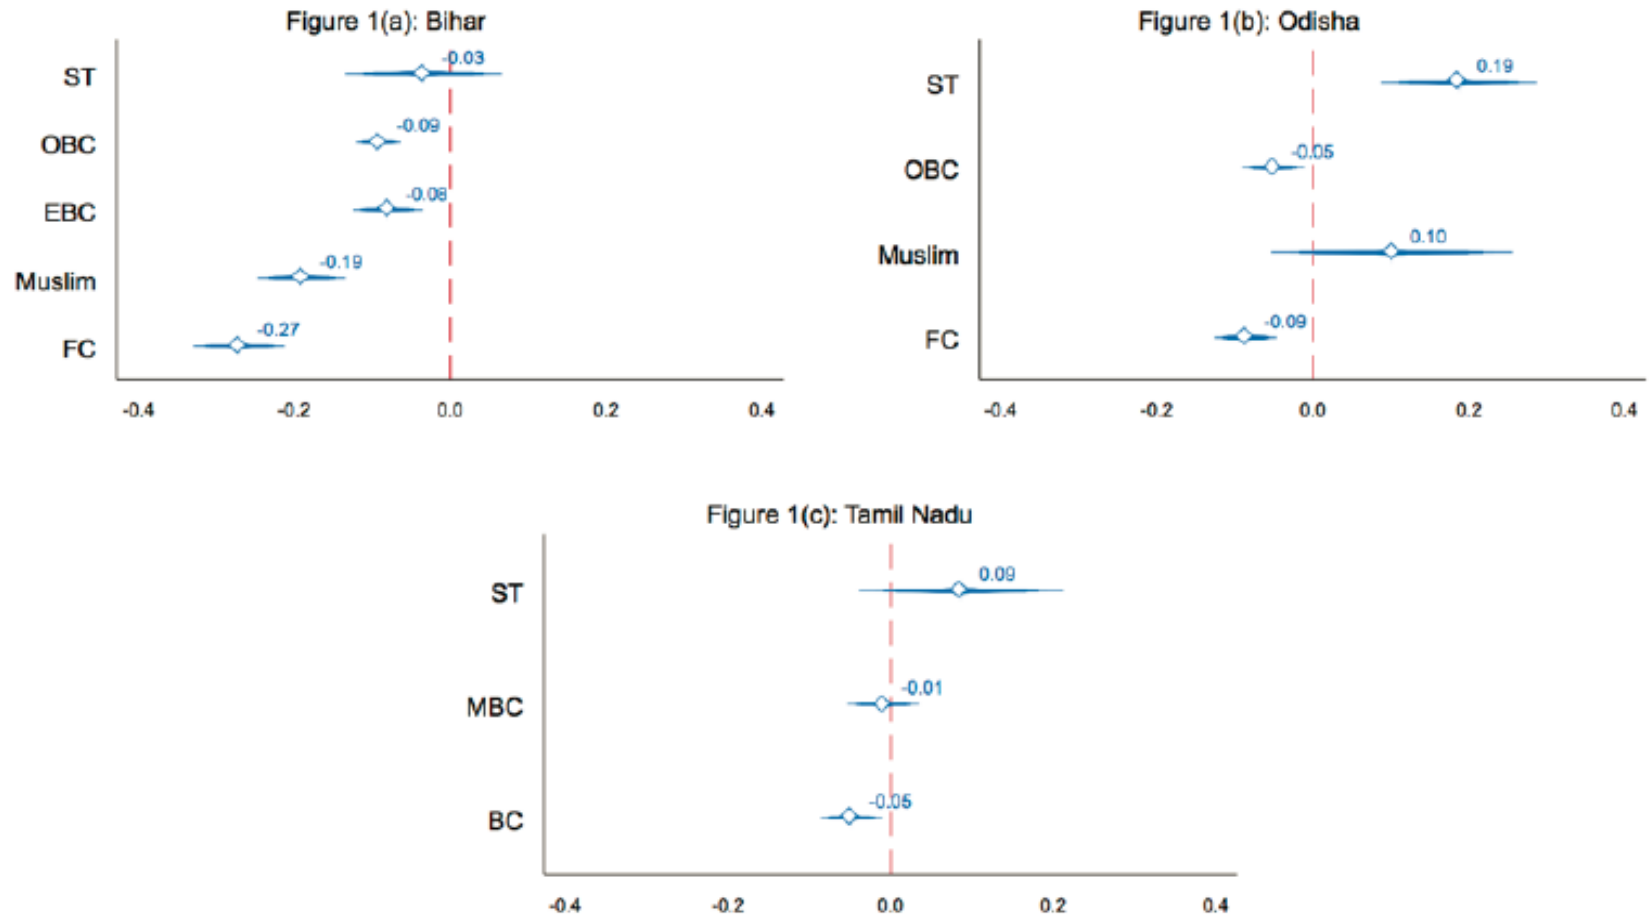 Figure 1(a): Bihar
ST
-0.03
OBC
-0.09
EBC
-0.08
Muslim
-0.19
FC
-0.27
-0.4 -0.2 0.0 0.2 0.4
Figure 1(b): Odisha
ST
0.19
OBC
-0.05
Muslim
0.10
FC
-0.09
-0.4 -0.2 0.0 0.2 0.4
Figure 1(c): Tamil Nadu
ST
0.09
MBC
-0.01
BC
-0.05
-0.4 -0.2 0.0 0.2 0.4